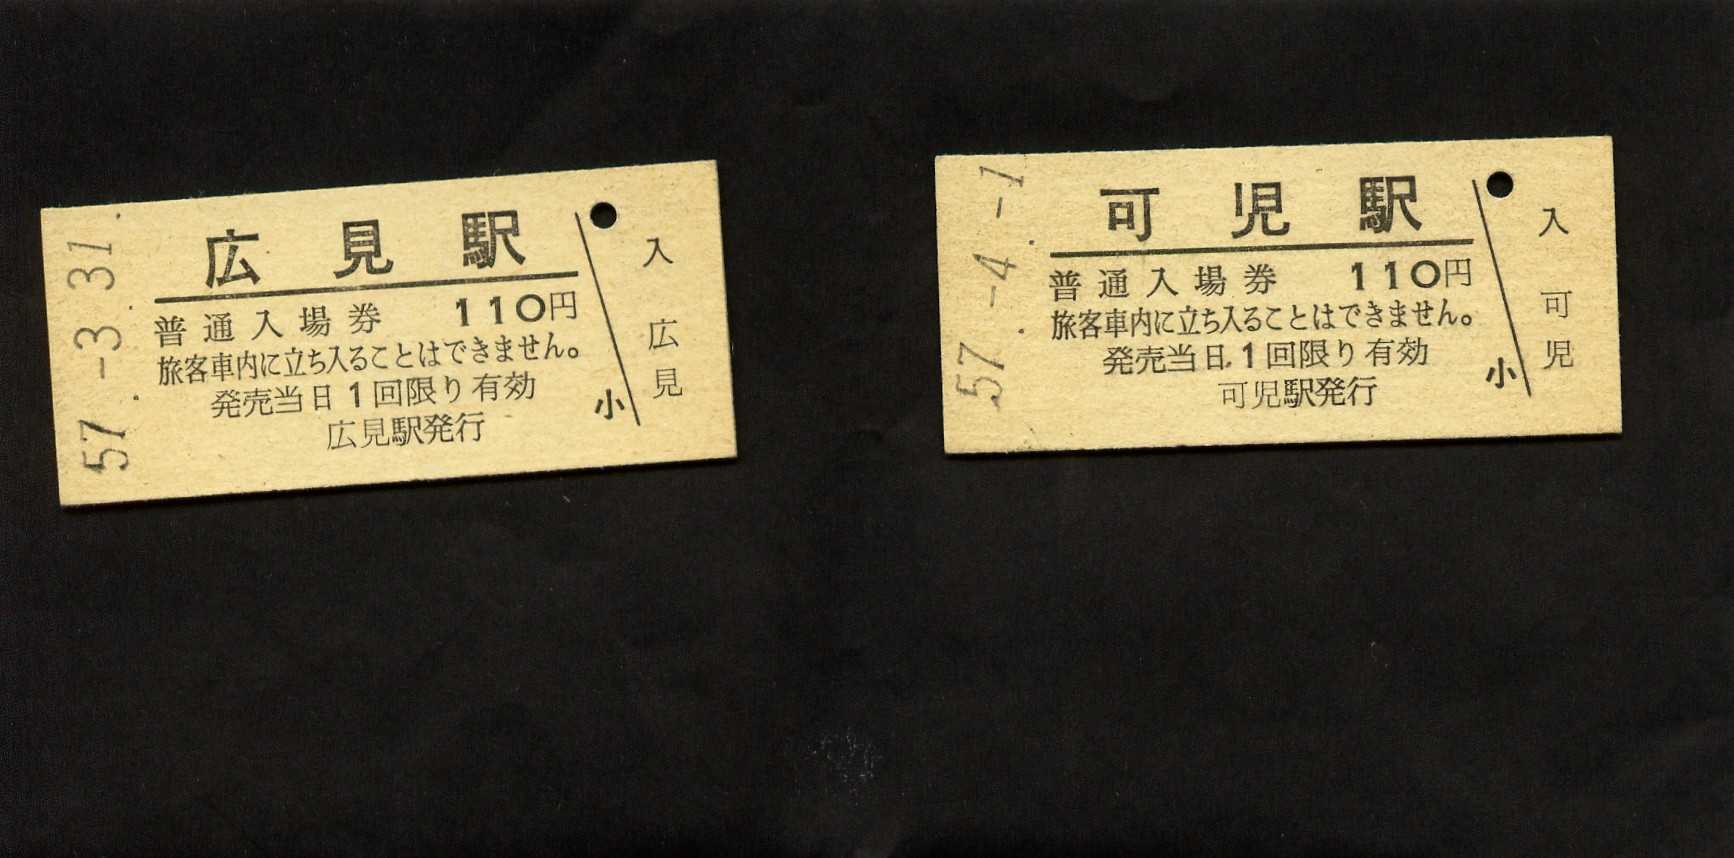 57.-3.31.
広見駅
普通入場券 110円
旅客車内に立ち入ることはできません。
発売当日1回限り有効
広見駅発行
小
入
広見
57.-4.-1
可児駅
普通入場券 110円
旅客車内に立ち入ることはできません。
発売当日1回限り有効
可児駅発行
小
入
可児